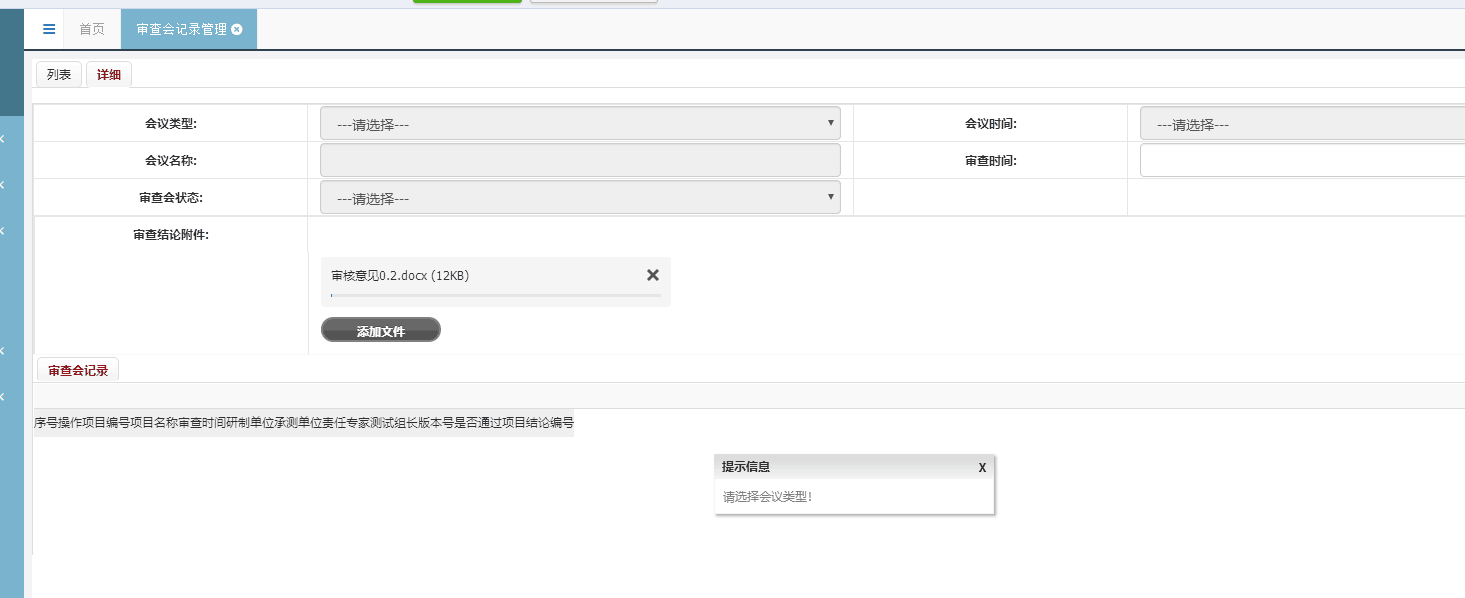 首页 审查会记录管理
列表 详细
会议类型: ---请选择--- 会议时间: ---请选择---
会议名称: 审查时间:
审查会状态: ---请选择---
审查结论附件:
审核意见0.2.docx (12KB)
添加文件
审查会记录
序号操作项目编号项目名称审查时间研制单位承测单位责任专家测试组长版本号是否通过项目结论编号
提示信息 X
请选择会议类型!